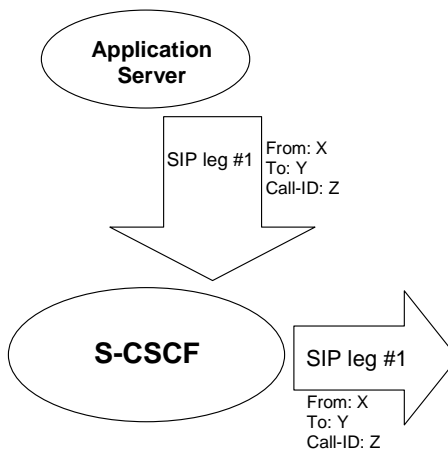 Application
Server
SIP leg #1
From: X
To: Y
Call-ID: Z
S-CSCF
SIP leg #1
From: X
To: Y
Call-ID: Z